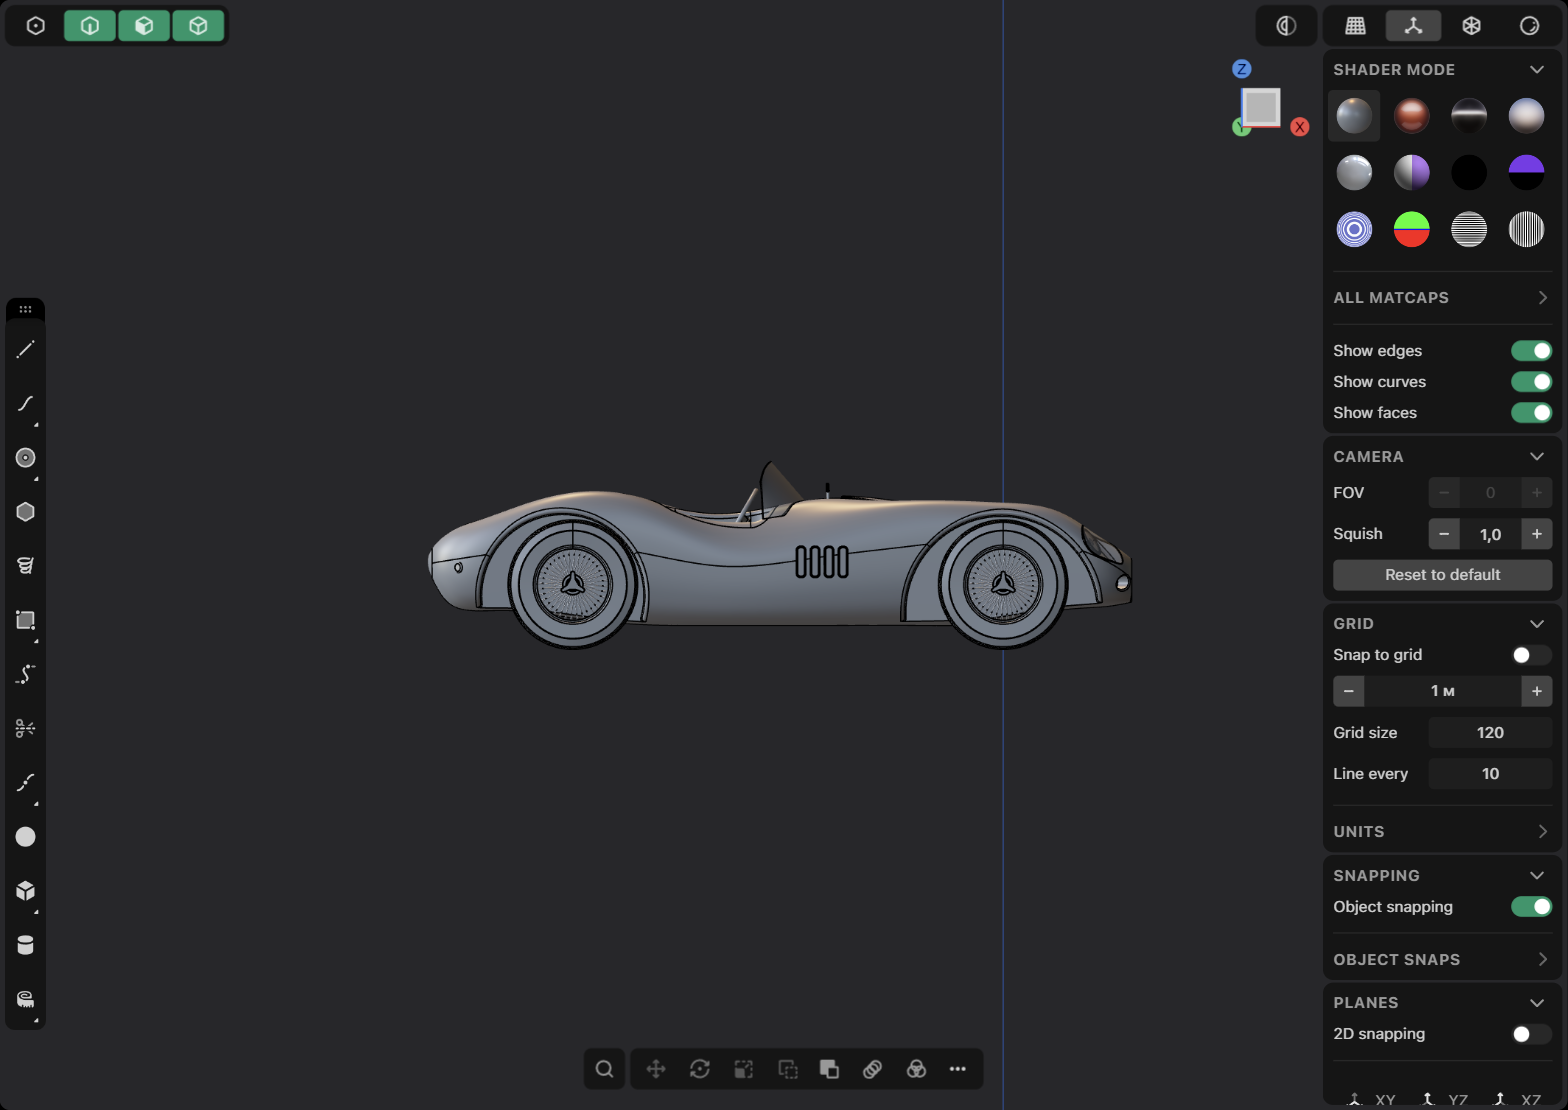 Z
Y
X
SHADER MODE
ALL MATCAPS
Show edges
Show curves
Show faces
CAMERA
FOV − 0 +
Squish − 1,0 +
Reset to default
GRID
Snap to grid
− 1 м +
Grid size 120
Line every 10
UNITS
SNAPPING
Object snapping
OBJECT SNAPS
PLANES
2D snapping
XY YZ XZ